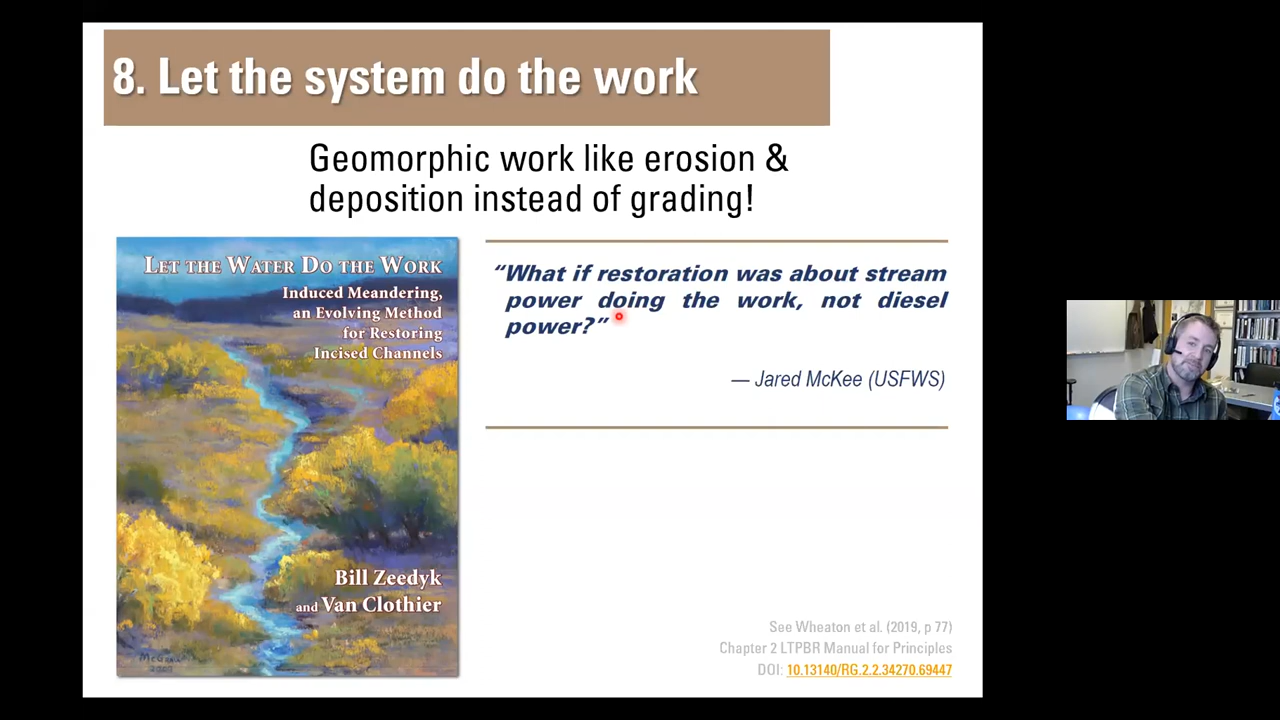 8. Let the system do the work
Geomorphic work like erosion &
deposition instead of grading!
LET THE WATER DO THE WORK
Induced Meandering,
an Evolving Method
for Restoring
Incised Channels
Bill Zeedyk
and Van Clothier
“What if restoration was about stream
power doing the work, not diesel
power?”
— Jared McKee (USFWS)
See Wheaton et al. (2019, p 77)
Chapter 2 LTPBR Manual for Principles
DOI: 10.13140/RG.2.2.34270.69447